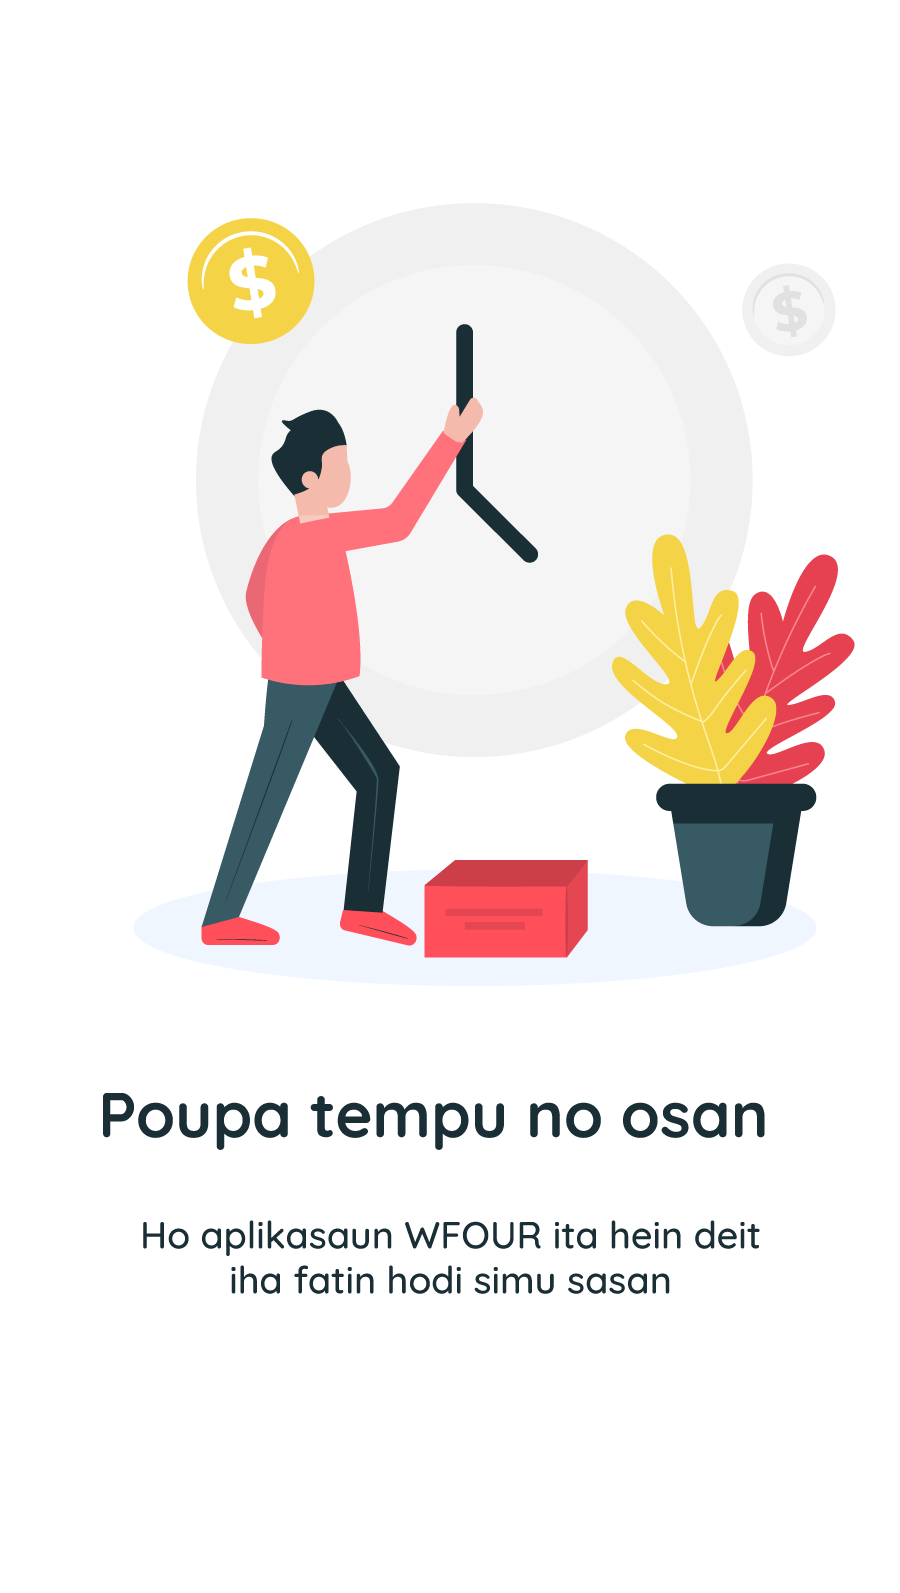 $
$
Poupa tempu no osan
Ho aplikasaun WFOUR ita hein deit
iha fatin hodi simu sasan